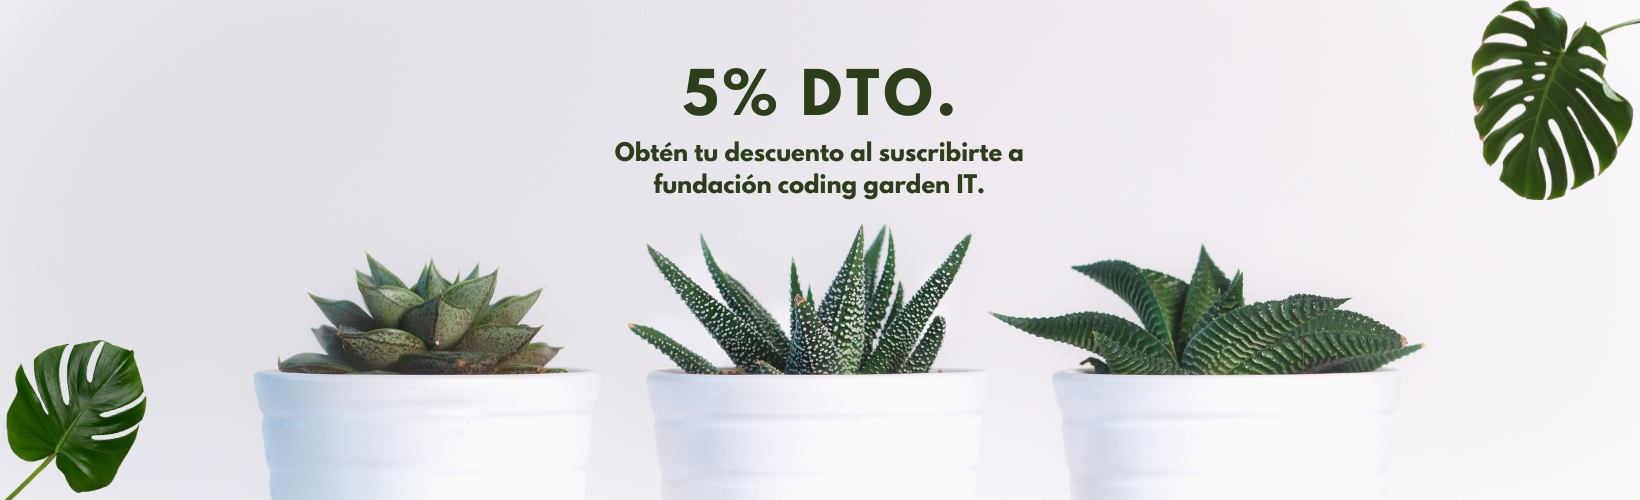 5% DTO.
Obtén tu descuento al suscribirte a
fundación coding garden IT.